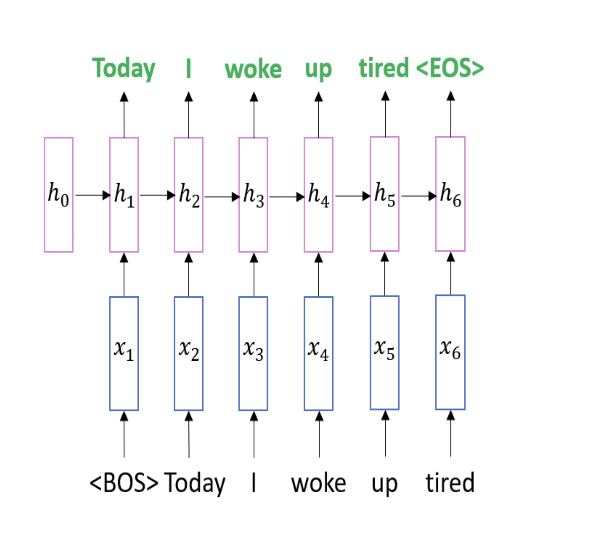 Today I woke up tired <EOS>
h₀ h₁ h₂ h₃ h₄ h₅ h₆
x₁ x₂ x₃ x₄ x₅ x₆
<BOS> Today I woke up tired